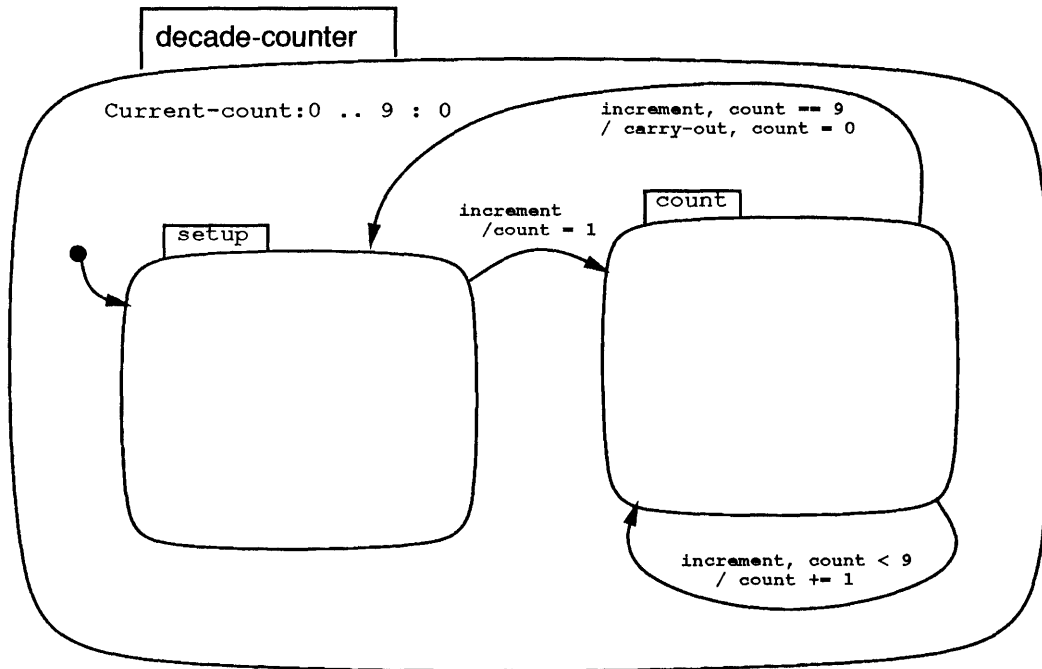 decade-counter
Current-count:0 .. 9 : 0
increment, count == 9
/ carry-out, count = 0
increment
/count = 1
setup
count
increment, count < 9
/ count += 1